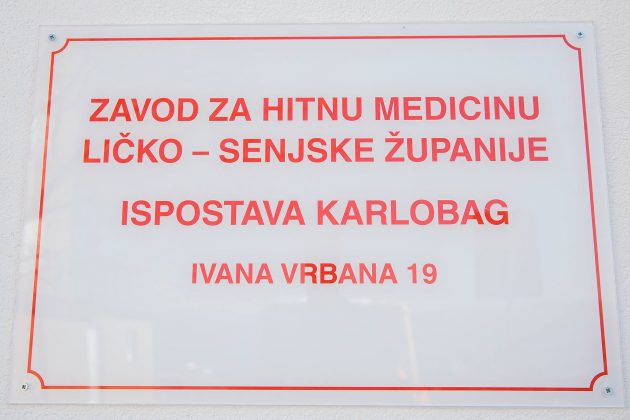 ZAVOD ZA HITNU MEDICINU
LIČKO – SENJSKE ŽUPANIJE
ISPOSTAVA KARLOBAG
IVANA VRBANA 19